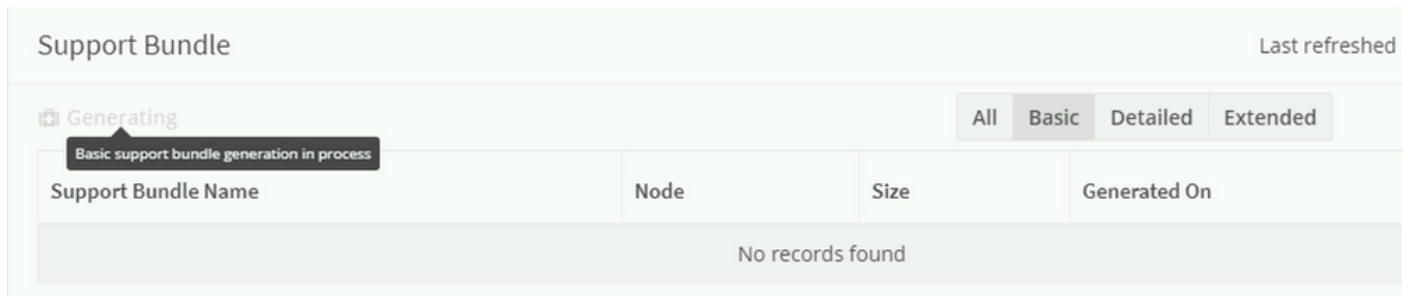 Support Bundle
Last refreshed
Generating
All Basic Detailed Extended
Basic support bundle generation in process
Support Bundle Name Node Size Generated On
No records found